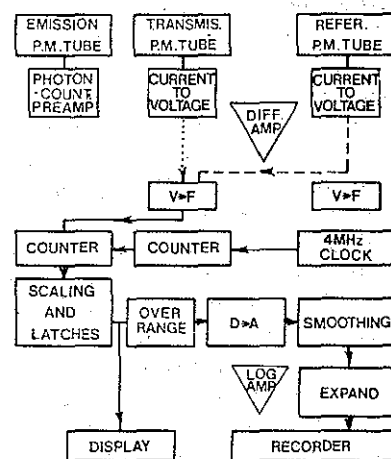 EMISSION TRANSMIS. REFER.
P.M. TUBE P.M. TUBE P.M. TUBE
PHOTON CURRENT CURRENT
-COUNT. TO TO
PREAMP VOLTAGE VOLTAGE
DIFF.
AMP
V►F V►F
COUNTER COUNTER 4MHz
CLOCK
SCALING
AND
LATCHES
OVER
RANGE
D►A SMOOTHING
LOG
AMP
EXPAND
DISPLAY RECORDER